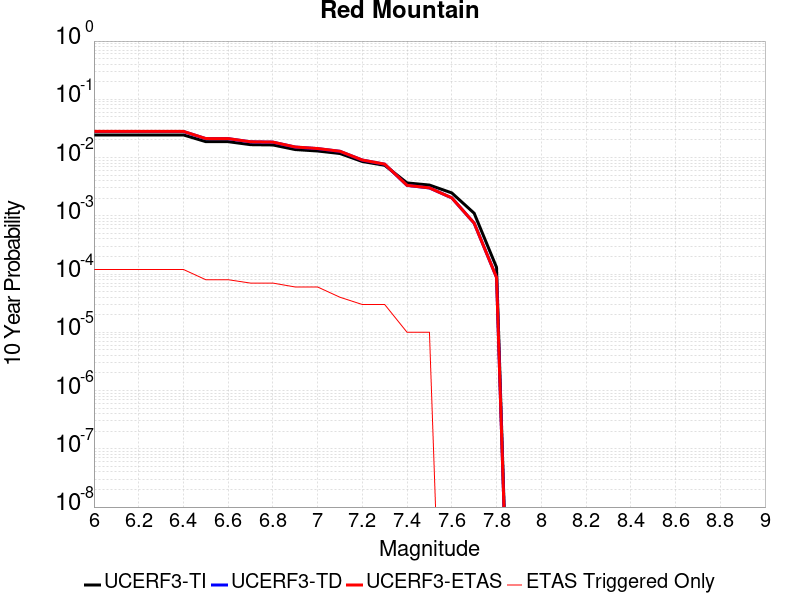 Red Mountain
10 0
10 -1
10 -2
10 -3
10 -4
10 -5
10 -6
10 -7
10 -8
10 Year Probability
6 6.2 6.4 6.6 6.8 7 7.2 7.4 7.6 7.8 8 8.2 8.4 8.6 8.8 9
Magnitude
UCERF3-TI UCERF3-TD UCERF3-ETAS ETAS Triggered Only